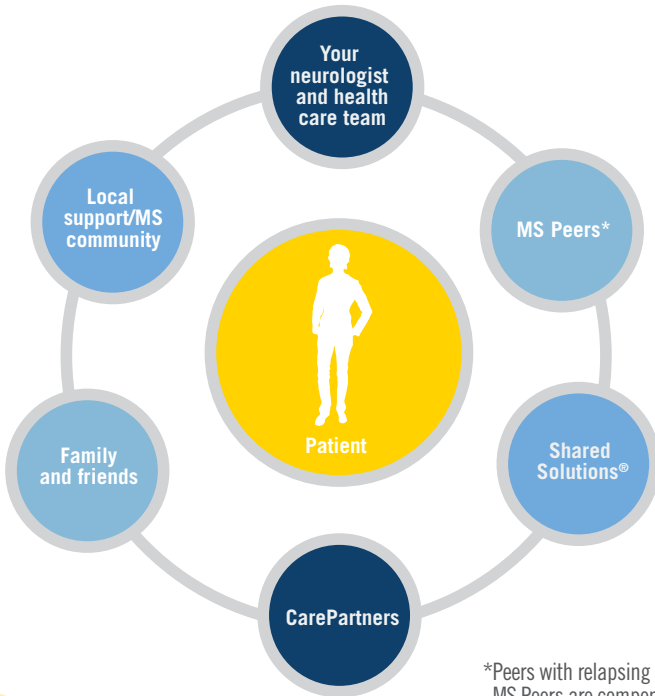 Your
neurologist
and health
care team
Local
support/MS
community
MS Peers*
Patient
Family
and friends
Shared
Solutions®
CarePartners
*Peers with relapsing
MS Peers are